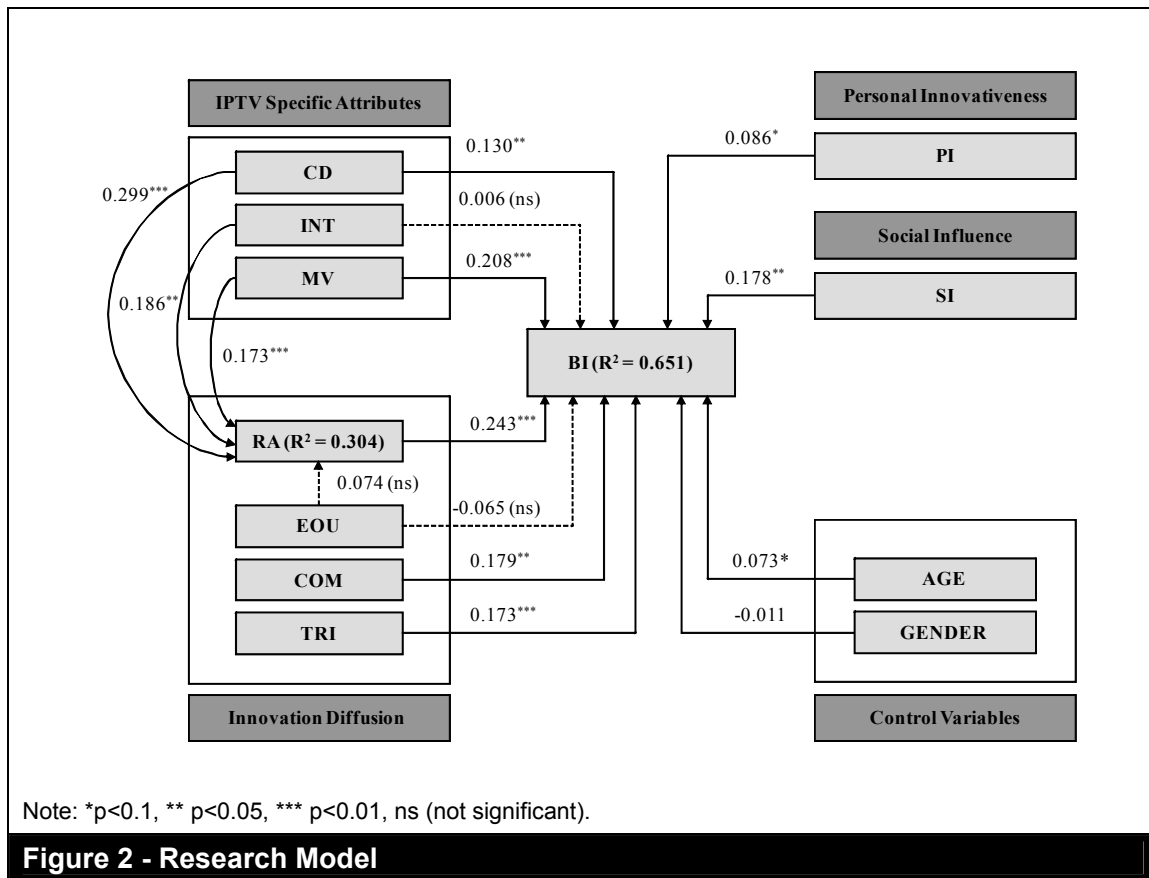 IPTV Specific Attributes
Personal Innovativeness
0.130**
0.086*
CD
PI
0.299***
0.006 (ns)
INT
Social Influence
MV
0.208***
0.178**
SI
0.186**
0.173***
BI (R² = 0.651)
RA (R² = 0.304)
0.243***
0.074 (ns)
EOU
-0.065 (ns)
COM
0.179**
0.073*
AGE
TRI
0.173***
-0.011
GENDER
Innovation Diffusion
Control Variables
Note: *p<0.1, ** p<0.05, *** p<0.01, ns (not significant).
Figure 2 - Research Model